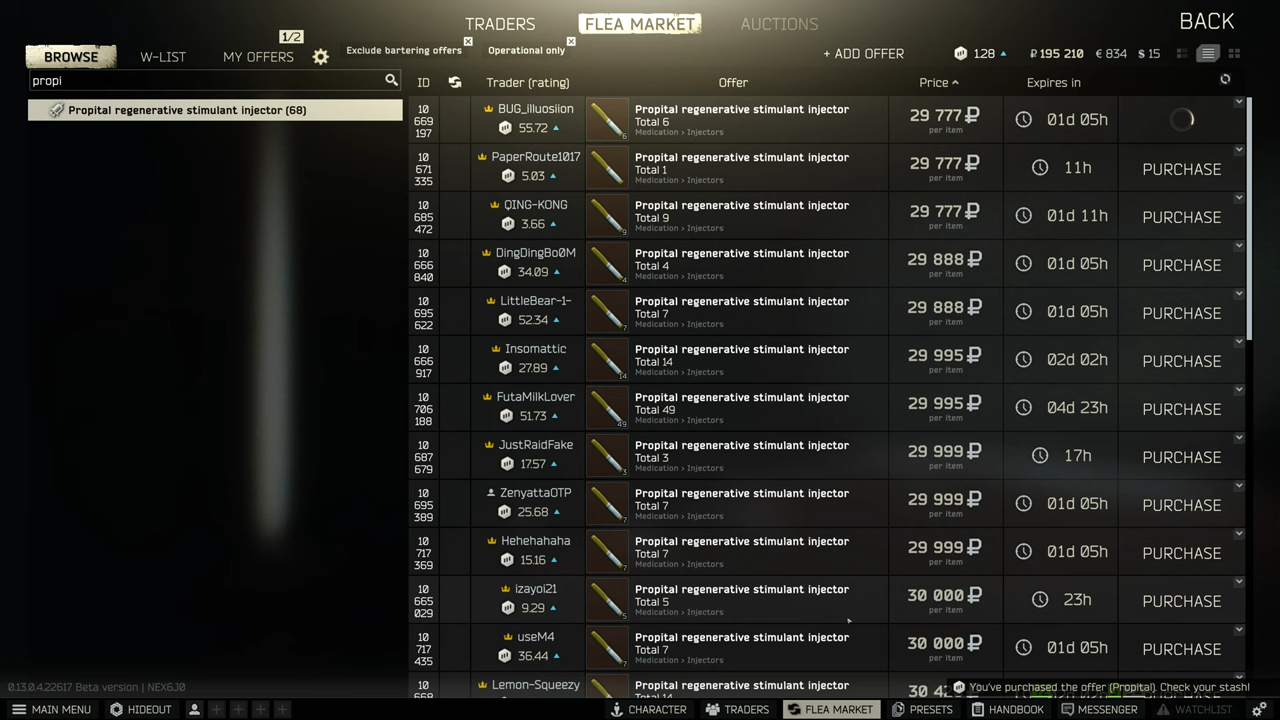 TRADERS
FLEA MARKET
AUCTIONS
BACK
1/2
BROWSE
W-LIST
MY OFFERS
Exclude bartering offers
Operational only
+ ADD OFFER
128
₽ 195 210
€ 834
$ 15
propi
Propital regenerative stimulant injector (68)
ID
Trader (rating)
Offer
Price
Expires in
10 669 197
BUG_illuosiion
55.72
6
Propital regenerative stimulant injector
Total 6
Medication › Injectors
29 777 ₽
per item
01d 05h
10 671 335
PaperRoute1017
5.03
Propital regenerative stimulant injector
Total 1
Medication › Injectors
29 777 ₽
per item
11h
PURCHASE
10 685 472
QING-KONG
3.66
9
Propital regenerative stimulant injector
Total 9
Medication › Injectors
29 777 ₽
per item
01d 11h
PURCHASE
10 666 840
DingDingBo0M
34.09
4
Propital regenerative stimulant injector
Total 4
Medication › Injectors
29 888 ₽
per item
01d 05h
PURCHASE
10 695 622
LittleBear-1-
52.34
7
Propital regenerative stimulant injector
Total 7
Medication › Injectors
29 888 ₽
per item
01d 05h
PURCHASE
10 666 917
Insomattic
27.89
14
Propital regenerative stimulant injector
Total 14
Medication › Injectors
29 995 ₽
per item
02d 02h
PURCHASE
10 706 188
FutaMilkLover
51.73
49
Propital regenerative stimulant injector
Total 49
Medication › Injectors
29 995 ₽
per item
04d 23h
PURCHASE
10 687 679
JustRaidFake
17.57
3
Propital regenerative stimulant injector
Total 3
Medication › Injectors
29 999 ₽
per item
17h
PURCHASE
10 695 389
ZenyattaOTP
25.68
7
Propital regenerative stimulant injector
Total 7
Medication › Injectors
29 999 ₽
per item
01d 05h
PURCHASE
10 717 369
Hehehahaha
15.16
7
Propital regenerative stimulant injector
Total 7
Medication › Injectors
29 999 ₽
per item
01d 05h
PURCHASE
10 665 029
izayoi21
9.29
5
Propital regenerative stimulant injector
Total 5
Medication › Injectors
30 000 ₽
per item
23h
PURCHASE
10 717 435
useM4
36.44
7
Propital regenerative stimulant injector
Total 7
Medication › Injectors
30 000 ₽
per item
01d 05h
PURCHASE
10
Lemon-Squeezy
Propital regenerative stimulant injector
You've purchased the offer (Propital). Check your stash!
0.13.0.4.22617 Beta version | NEX6J0
MAIN MENU
HIDEOUT
CHARACTER
TRADERS
FLEA MARKET
PRESETS
HANDBOOK
MESSENGER
WATCHLIST